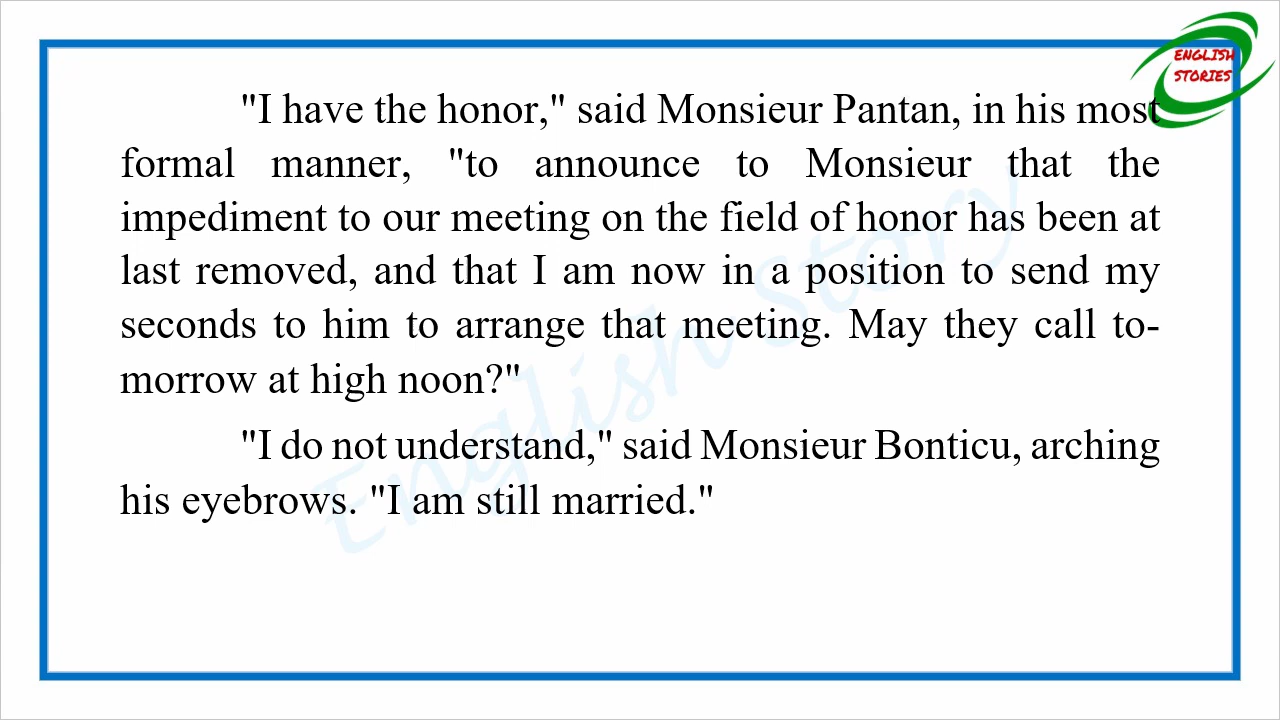 ENGLISH
STORIES
"I have the honor," said Monsieur Pantan, in his most
formal manner, "to announce to Monsieur that the
impediment to our meeting on the field of honor has been at
last removed, and that I am now in a position to send my
seconds to him to arrange that meeting. May they call to-
morrow at high noon?"
"I do not understand," said Monsieur Bonticu, arching
his eyebrows. "I am still married."
English Story